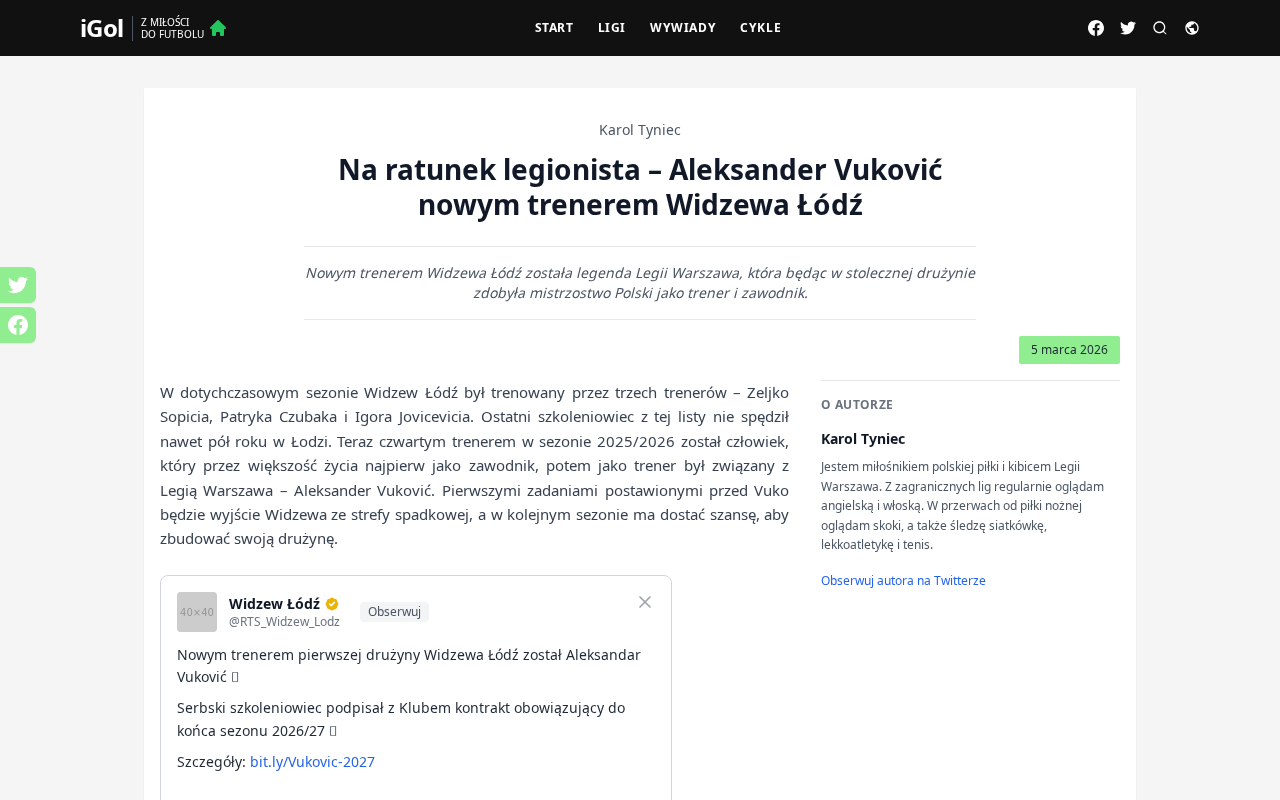 iGol
Z MIŁOŚCI
DO FUTBOLU
START LIGI WYWIADY CYKLE
Karol Tyniec
Na ratunek legionista – Aleksander Vuković
nowym trenerem Widzewa Łódź
Nowym trenerem Widzewa Łódź została legenda Legii Warszawa, która będąc w stolecznej drużynie
zdobyła mistrzostwo Polski jako trener i zawodnik.
5 marca 2026
W dotychczasowym sezonie Widzew Łódź był trenowany przez trzech trenerów – Zeljko
Sopicia, Patryka Czubaka i Igora Jovicevicia. Ostatni szkoleniowiec z tej listy nie spędził
nawet pół roku w Łodzi. Teraz czwartym trenerem w sezonie 2025/2026 został człowiek,
który przez większość życia najpierw jako zawodnik, potem jako trener był związany z
Legią Warszawa – Aleksander Vuković. Pierwszymi zadaniami postawionymi przed Vuko
będzie wyjście Widzewa ze strefy spadkowej, a w kolejnym sezonie ma dostać szansę, aby
zbudować swoją drużynę.
O AUTORZE
Karol Tyniec
Jestem miłośnikiem polskiej piłki i kibicem Legii
Warszawa. Z zagranicznych lig regularnie oglądam
angielską i włoską. W przerwach od piłki nożnej
oglądam skoki, a także śledzę siatkówkę,
lekkoatletykę i tenis.
Obserwuj autora na Twitterze
40×40
Widzew Łódź
@RTS_Widzew_Lodz
Obserwuj
Nowym trenerem pierwszej drużyny Widzewa Łódź został Aleksandar
Vuković
Serbski szkoleniowiec podpisał z Klubem kontrakt obowiązujący do
końca sezonu 2026/27
Szczegóły: bit.ly/Vukovic-2027